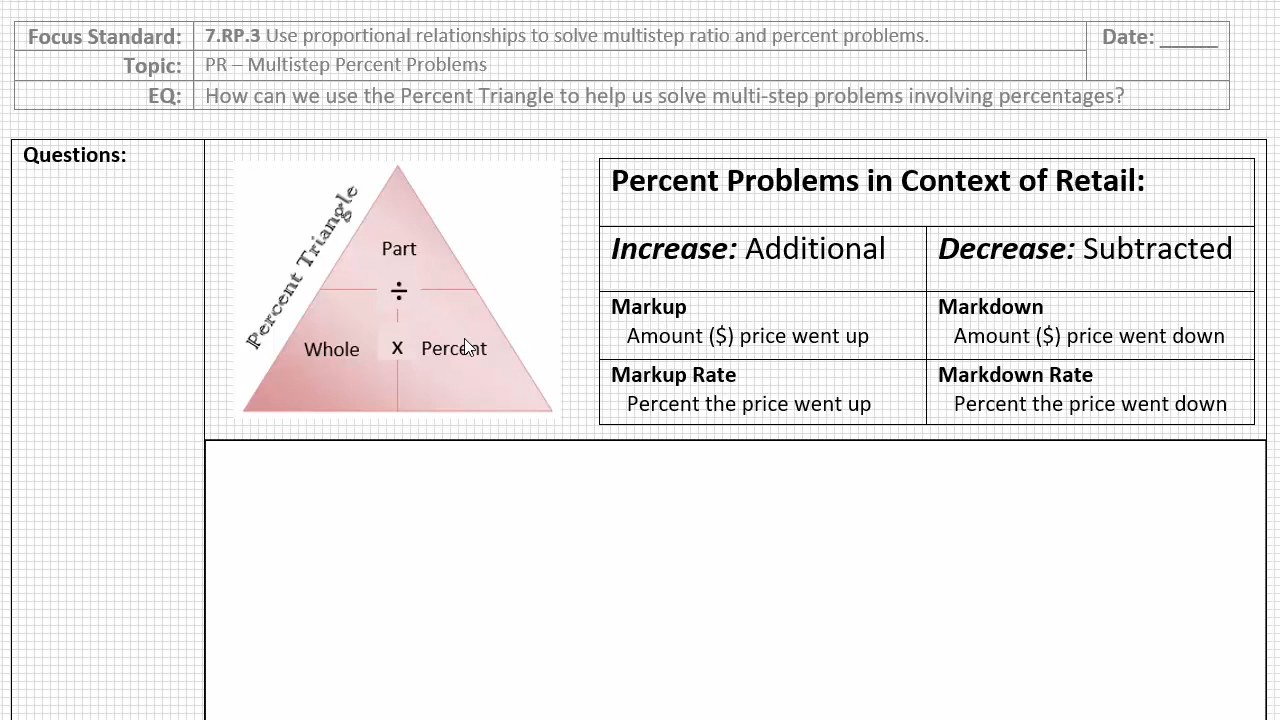 Focus Standard: 7.RP.3 Use proportional relationships to solve multistep ratio and percent problems. Date: ______
Topic: PR – Multistep Percent Problems
EQ: How can we use the Percent Triangle to help us solve multi-step problems involving percentages?
Questions:
Percent Triangle
Part
÷
Whole x Percent
Percent Problems in Context of Retail:
Increase: Additional
Decrease: Subtracted
Markup
Amount ($) price went up
Markdown
Amount ($) price went down
Markup Rate
Percent the price went up
Markdown Rate
Percent the price went down